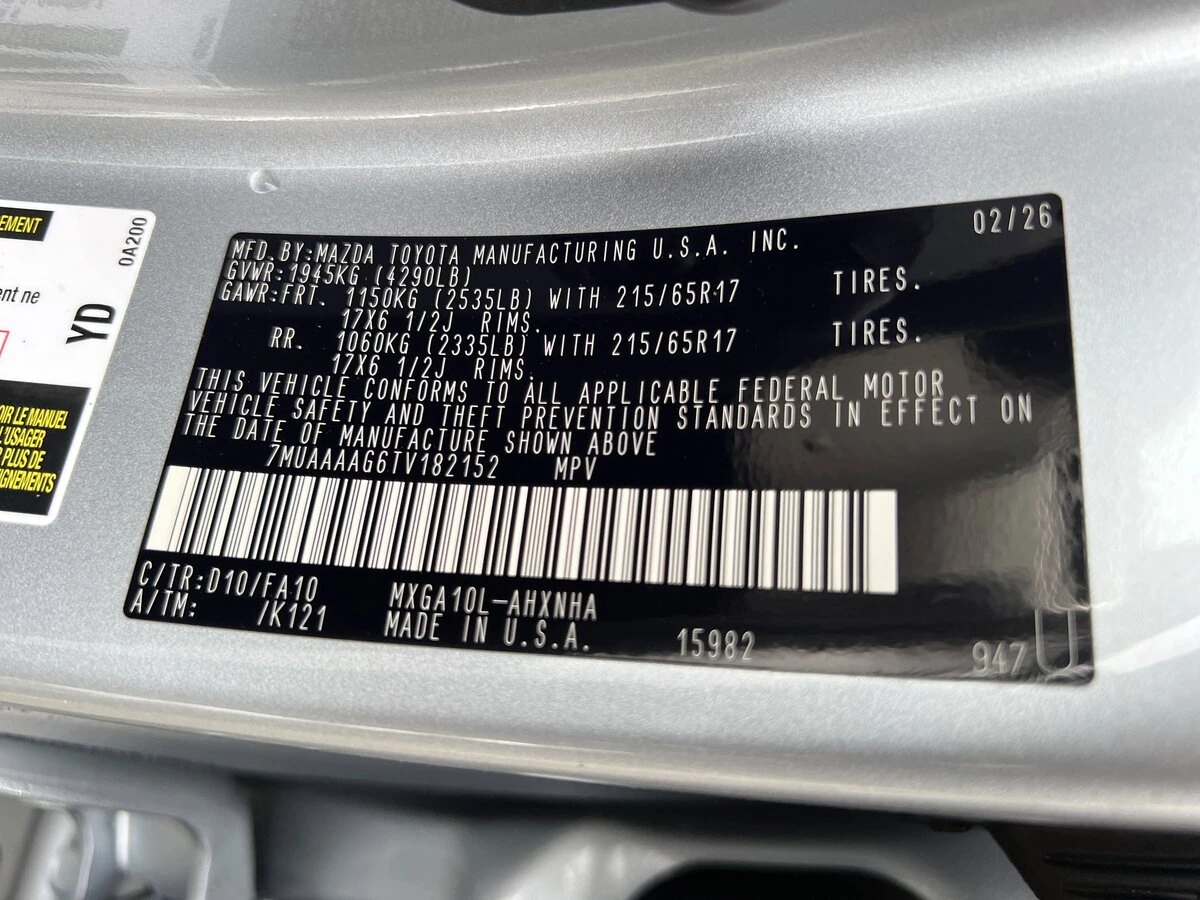 EMENT
0A200
ent ne
YD
OIR LE MANUEL
L'USAGER
PLUS DE
IGNEMENTS
02/26
MFD.BY:MAZDA TOYOTA MANUFACTURING U.S.A. INC.
GVWR:1945KG (4290LB)
GAWR:FRT. 1150KG (2535LB) WITH 215/65R17 TIRES.
17X6 1/2J RIMS.
RR. 1060KG (2335LB) WITH 215/65R17 TIRES.
17X6 1/2J RIMS.
THIS VEHICLE CONFORMS TO ALL APPLICABLE FEDERAL MOTOR
VEHICLE SAFETY AND THEFT PREVENTION STANDARDS IN EFFECT ON
THE DATE OF MANUFACTURE SHOWN ABOVE
7MUAAAAG6TV182152 MPV
C/TR:D10/FA10 MXGA10L-AHXNHA
A/TM: /K121 MADE IN U.S.A. 15982 947 U